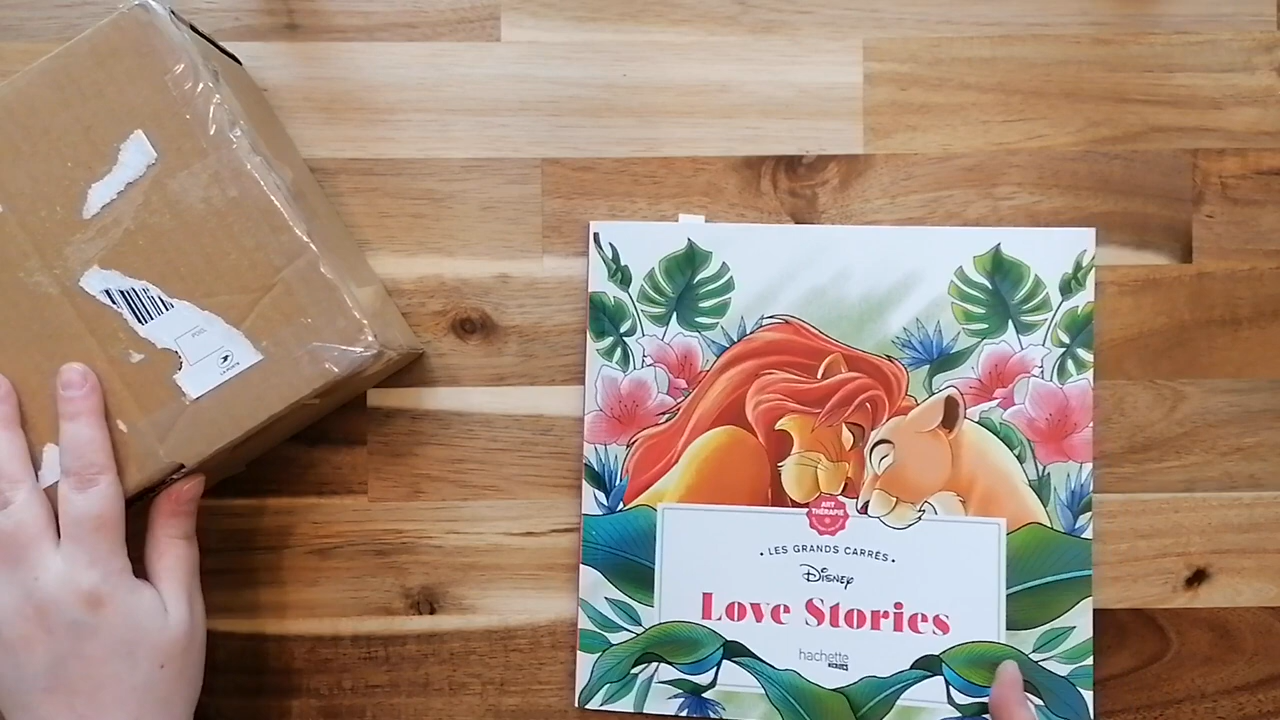 ART
THÉRAPIE
• LES GRANDS CARRÉS •
Disney
Love Stories
hachette